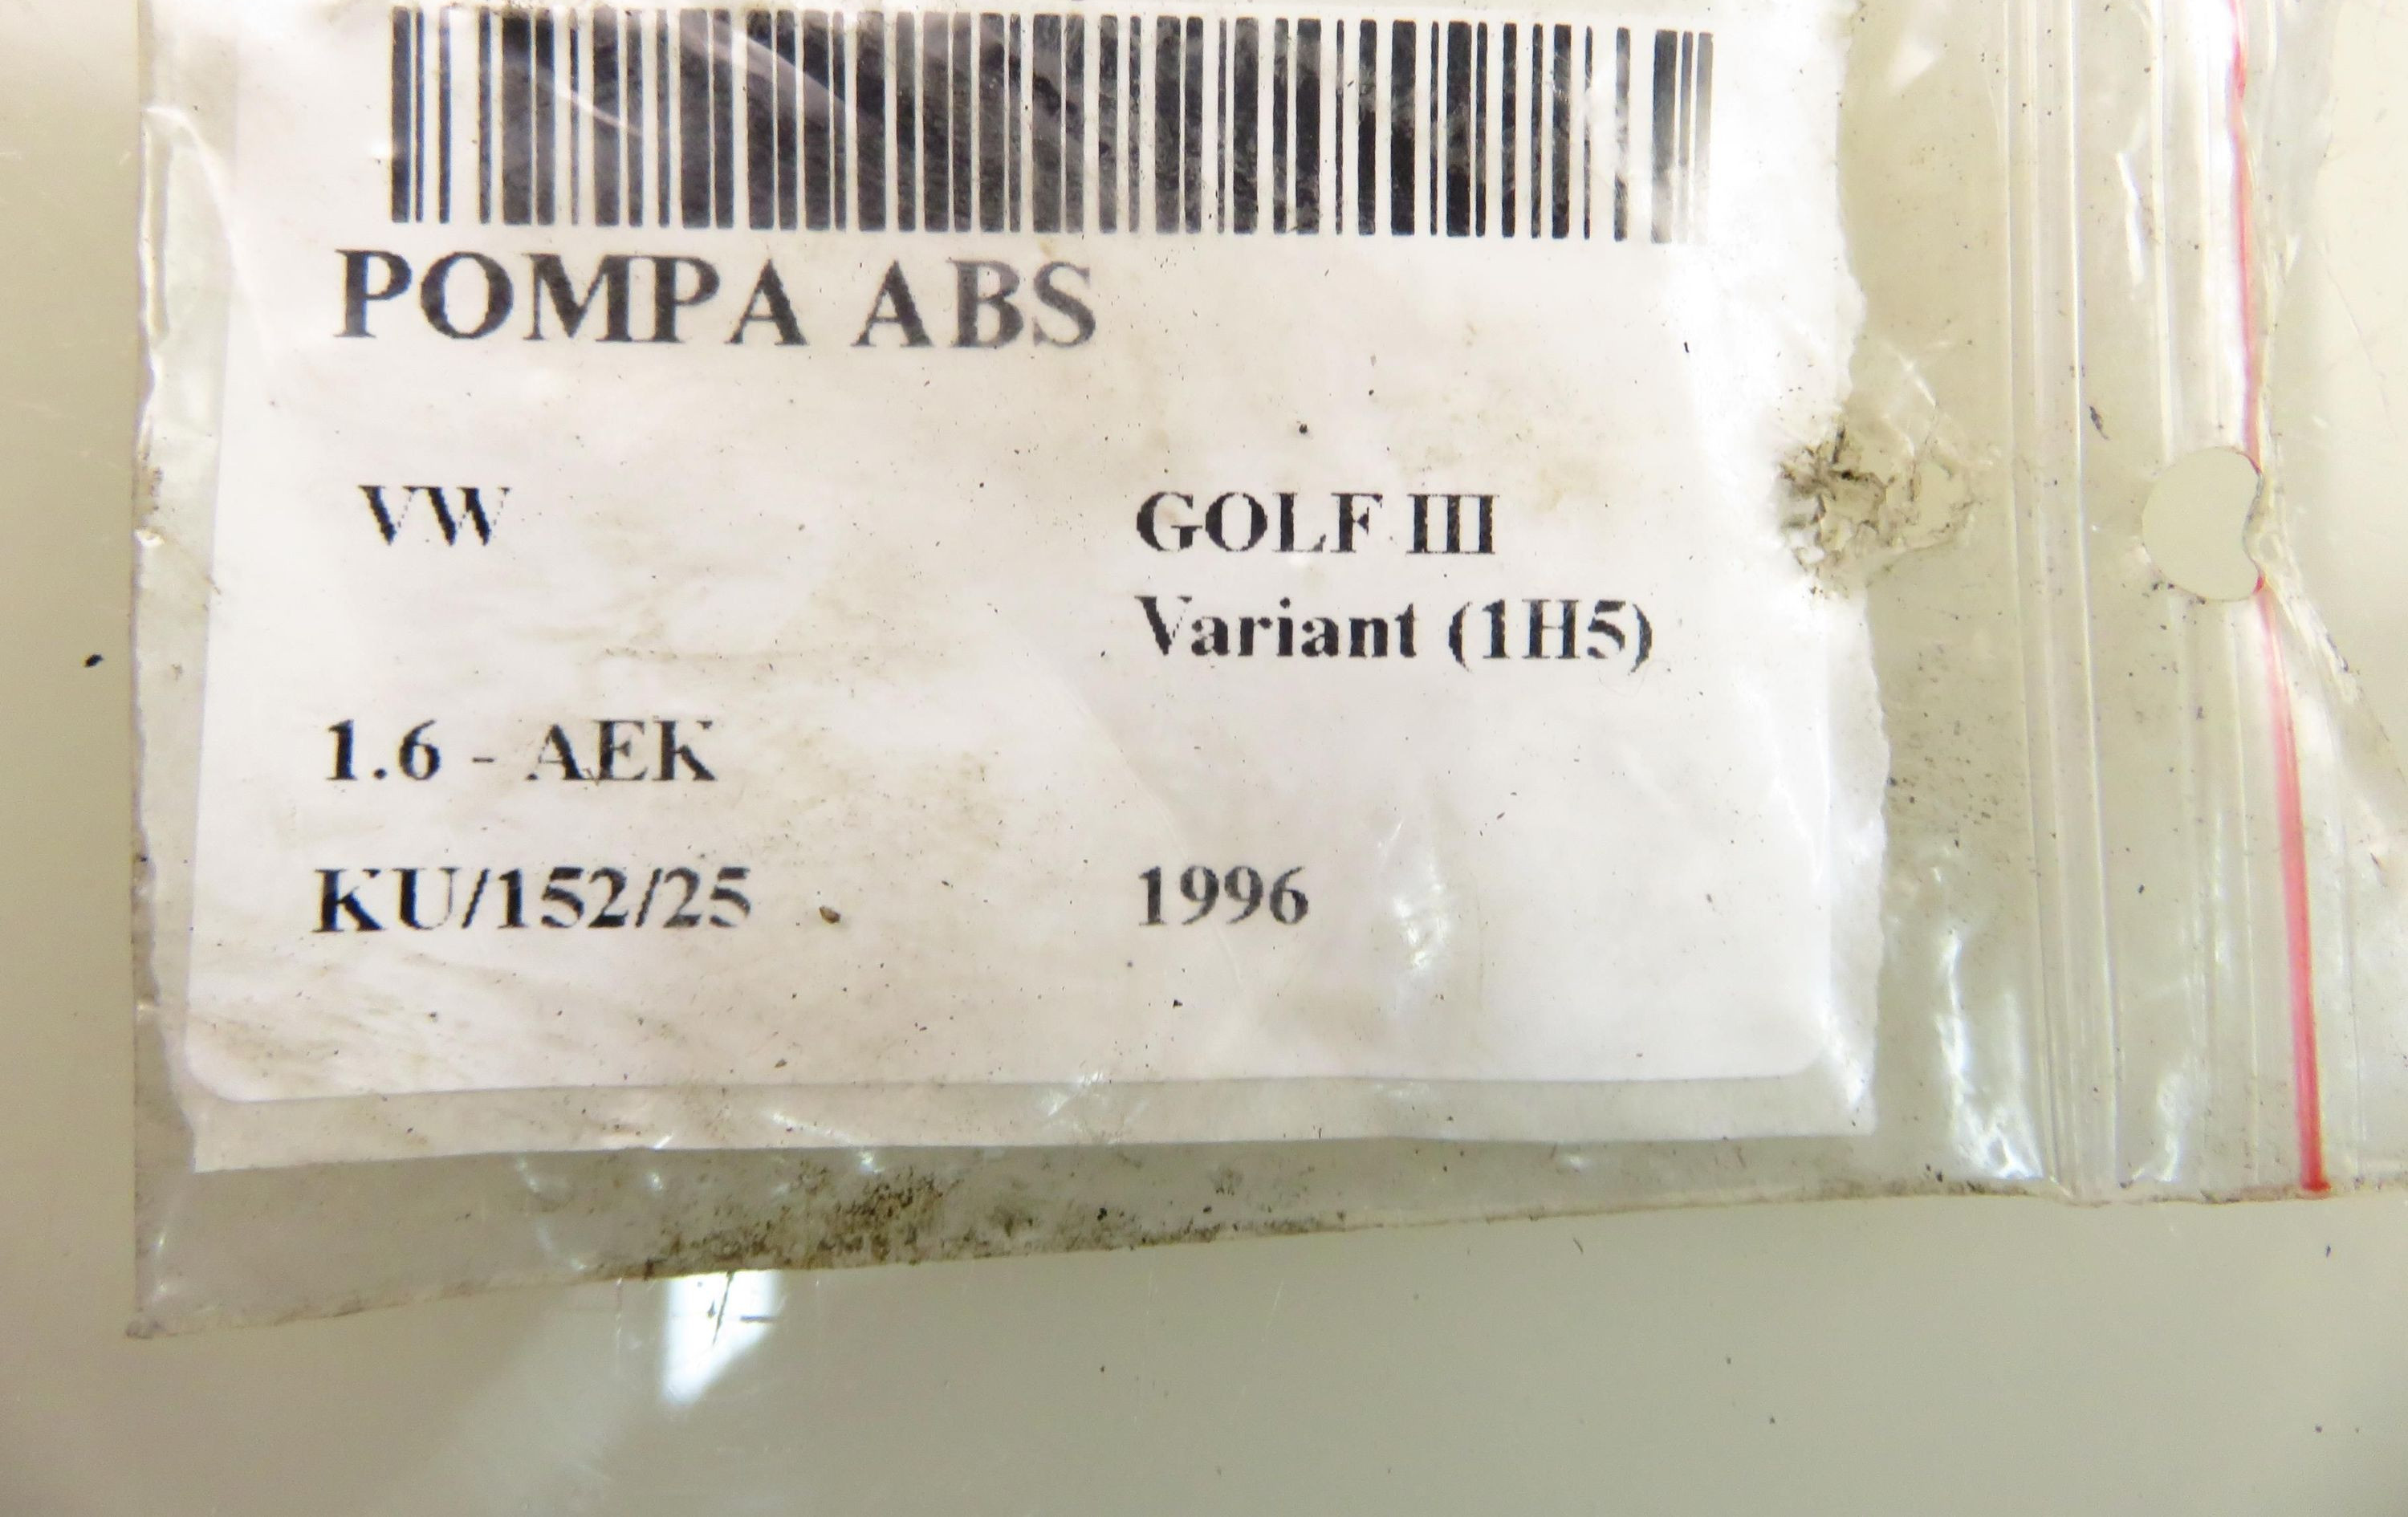 POMPA ABS
VW GOLF III
Variant (1H5)
1.6 - AEK
KU/152/25 1996